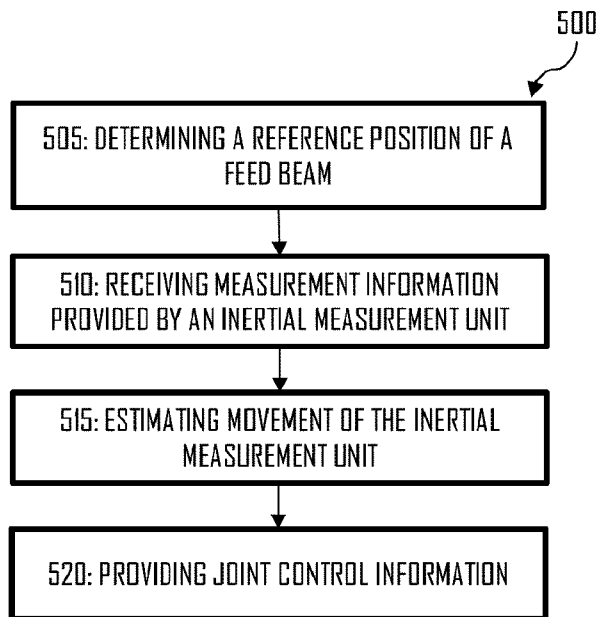 500
505: DETERMINING A REFERENCE POSITION OF A
FEED BEAM
510: RECEIVING MEASUREMENT INFORMATION
PROVIDED BY AN INERTIAL MEASUREMENT UNIT
515: ESTIMATING MOVEMENT OF THE INERTIAL
MEASUREMENT UNIT
520: PROVIDING JOINT CONTROL INFORMATION